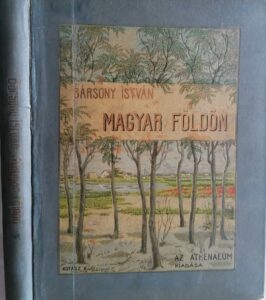 BÁRSONY ISTVÁN
MAGYAR FÖLDÖN
AZ ATHENAEUM
KIADÁSA